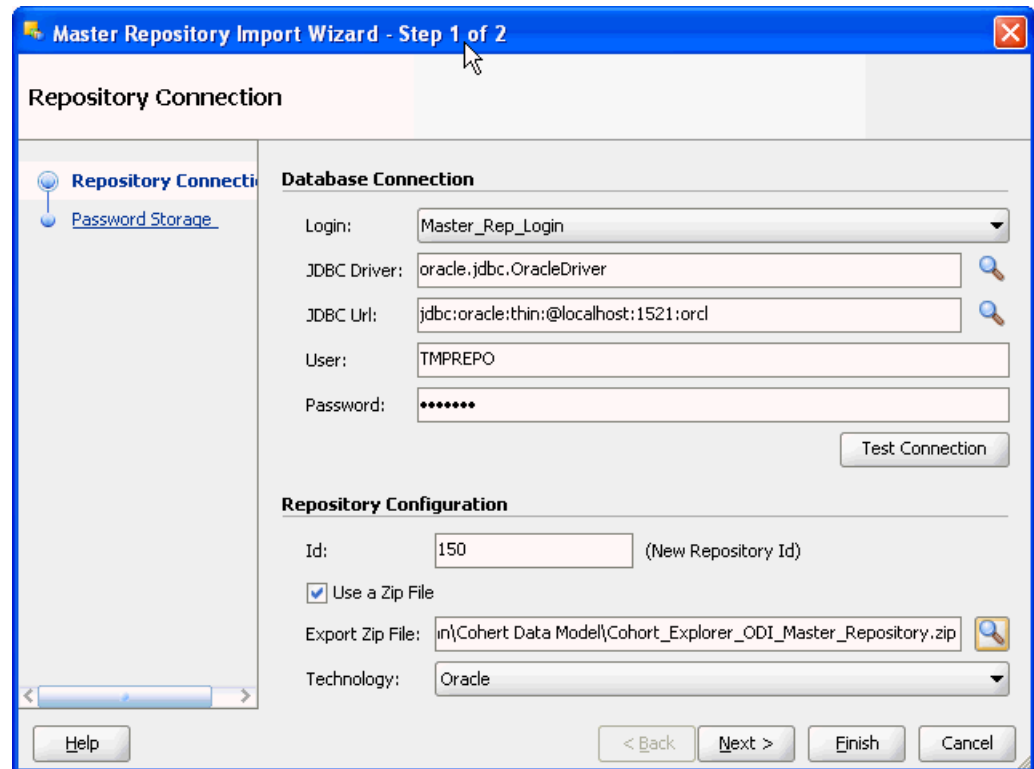 Master Repository Import Wizard - Step 1 of 2
Repository Connection
Repository Connecti
Password Storage
Database Connection
Login: Master_Rep_Login
JDBC Driver: oracle.jdbc.OracleDriver
JDBC Url: jdbc:oracle:thin:@localhost:1521:orcl
User: TMPREPO
Password: •••••••
Test Connection
Repository Configuration
Id: 150 (New Repository Id)
Use a Zip File
Export Zip File: ın\Cohert Data Model\Cohort_Explorer_ODI_Master_Repository.zip
Technology: Oracle
Help < Back Next > Finish Cancel